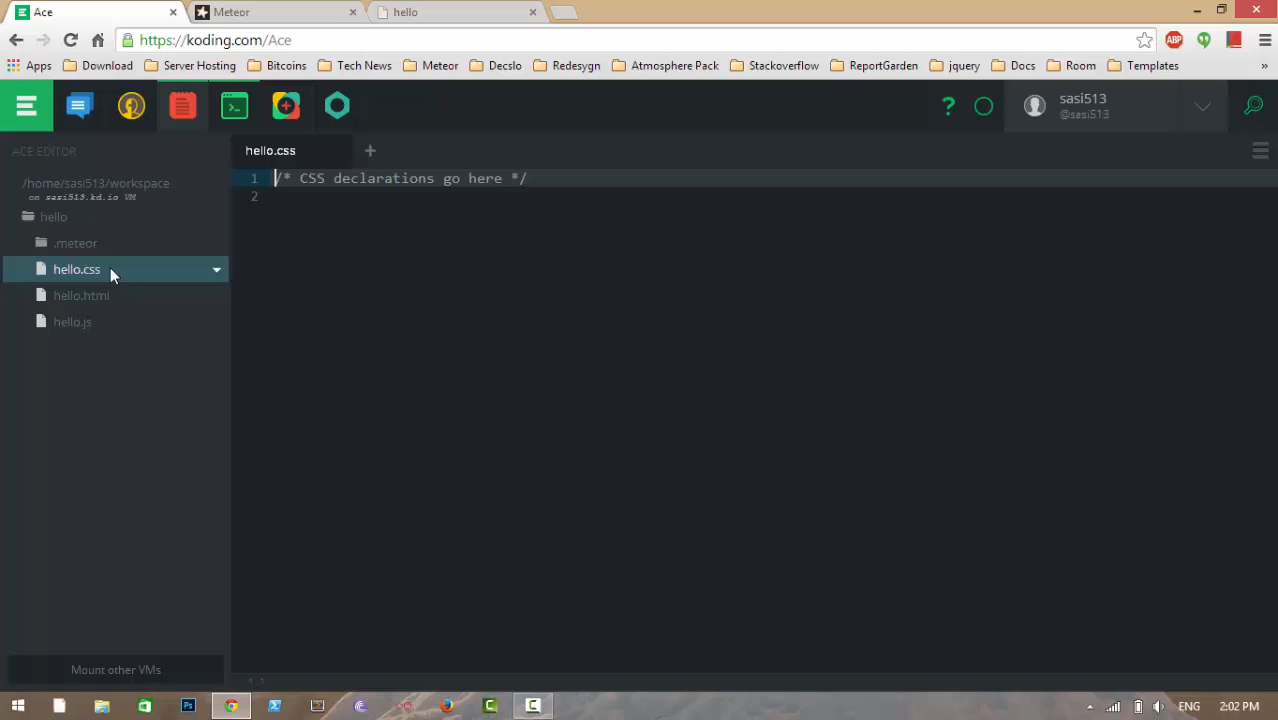 Ace
Meteor
hello
https://koding.com/Ace
ABP
Apps Download Server Hosting Bitcoins Tech News Meteor Decslo Redesygn Atmosphere Pack Stackoverflow ReportGarden jquery Docs Room Templates »
? sasi513
@sasi513
ACE EDITOR
hello.css +
/home/sasi513/workspace
on sasi513.kd.io VM
hello
.meteor
hello.css
hello.html
hello.js
1 /* CSS declarations go here */
2
Mount other VMs
Ps
ENG 2:02 PM